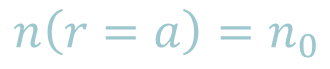 n(r = a) = n₀